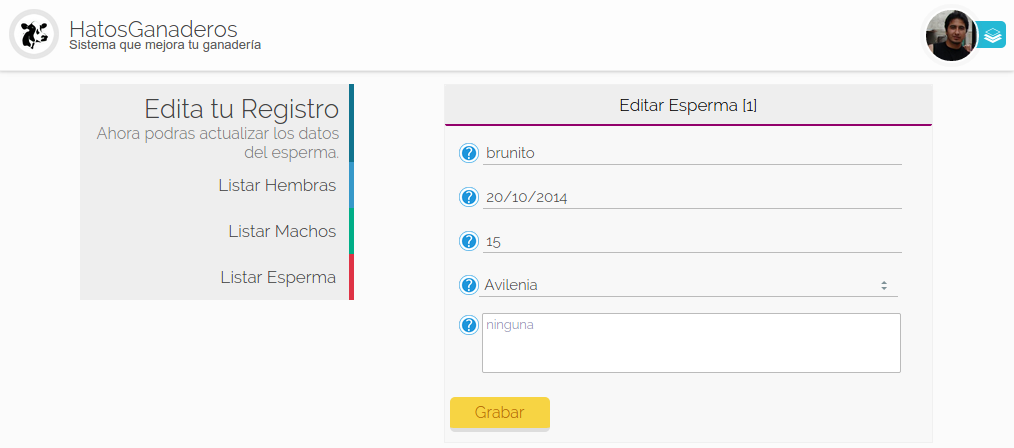 HatosGanaderos
Sistema que mejora tu ganadería
Edita tu Registro
Ahora podras actualizar los datos
del esperma.
Listar Hembras
Listar Machos
Listar Esperma
Editar Esperma [1]
? brunito
? 20/10/2014
? 15
? Avilenia
? ninguna
Grabar